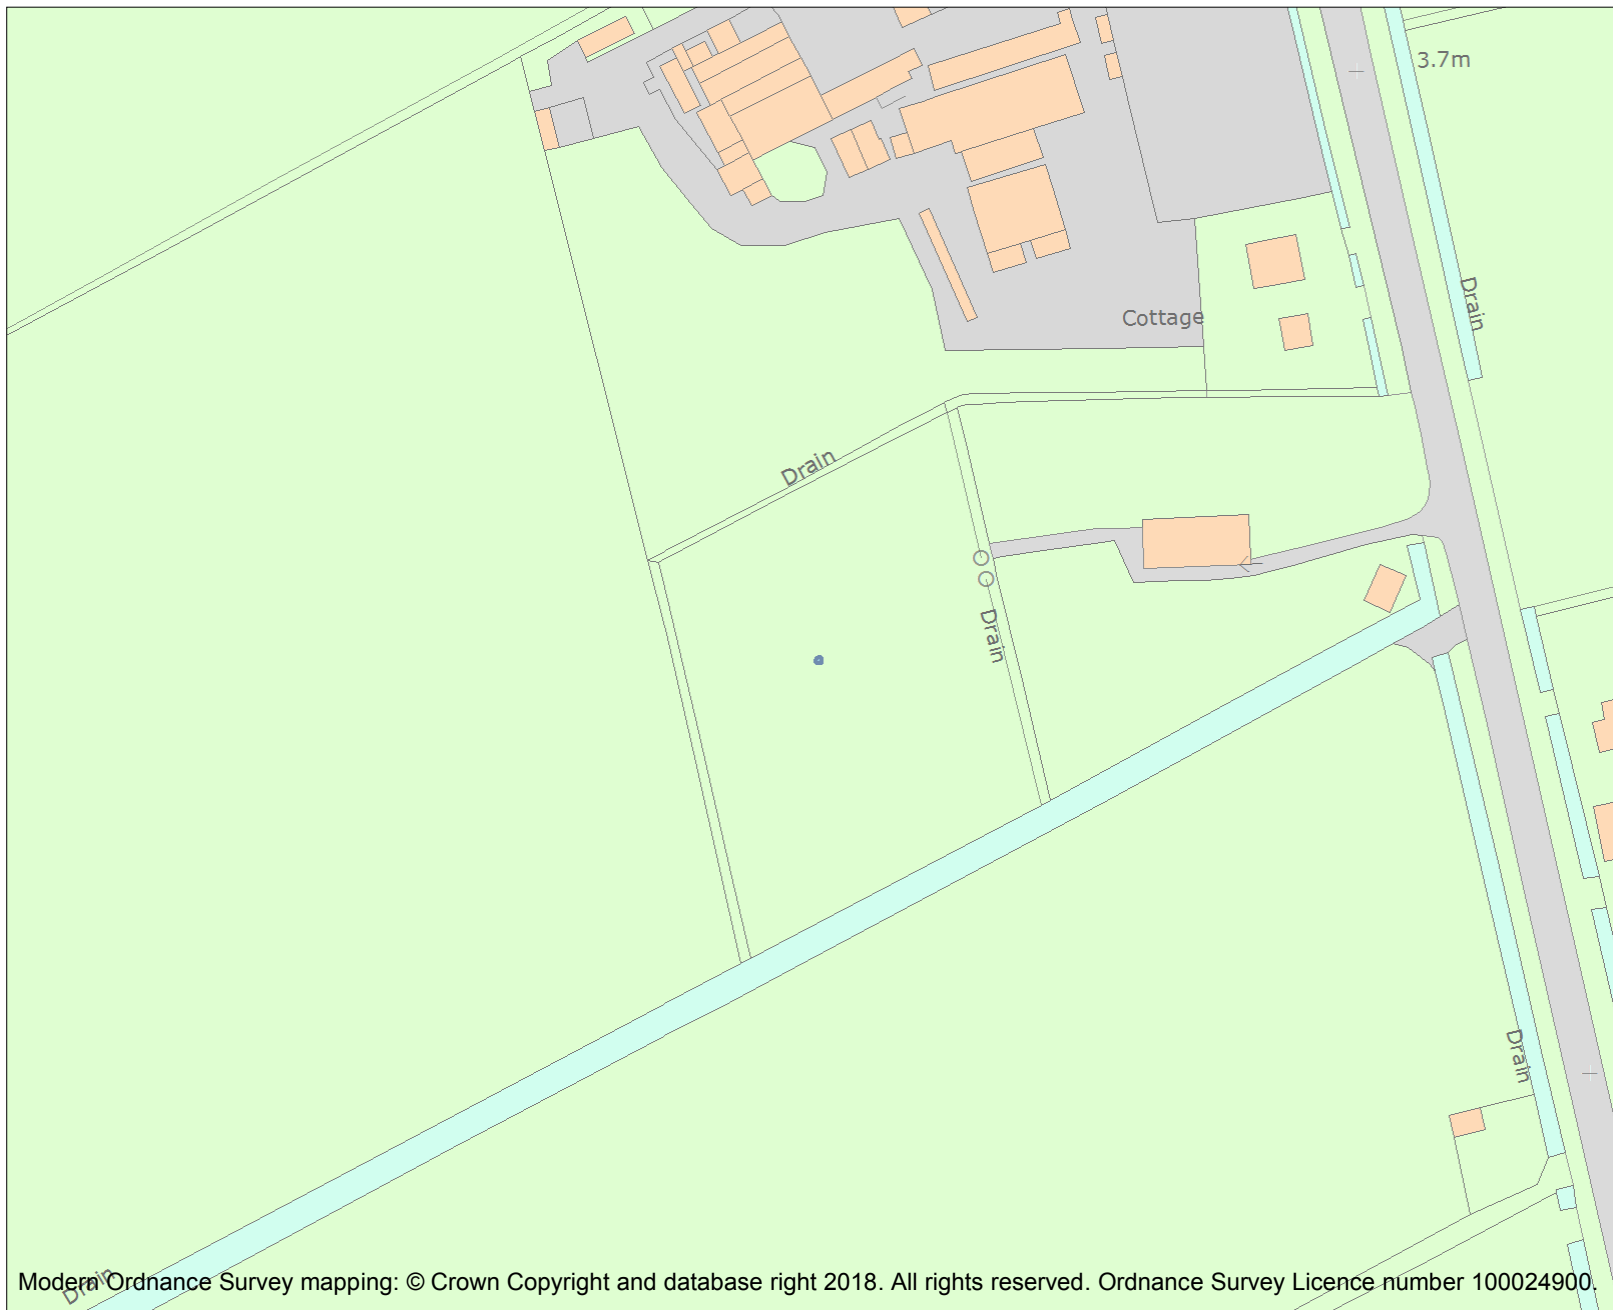 3.7m
Drain
Cottage
Drain
Drain
Drain
Drain
Modern Ordnance Survey mapping: © Crown Copyright and database right 2018. All rights reserved. Ordnance Survey Licence number 100024900.